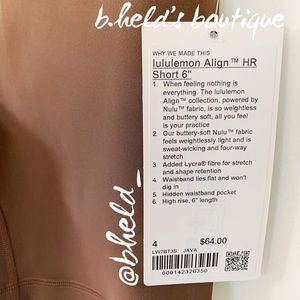 b.held's boutique
WHY WE MADE THIS
lululemon Align™ HR
Short 6"
1. When feeling nothing is
everything. The lululemon
Align™ collection, powered by
Nulu™ fabric, is so weightless
and buttery soft, all you feel
is your practice
2. Our buttery-soft Nulu™ fabric
feels weightlessly light and is
sweat-wicking and four-way
stretch
3. Added Lycra® fibre for stretch
and shape retention
4. Waistband lies flat and won't
dig in
5. Hidden waistband pocket
6. High rise, 6" length
4 $64.00
LW7BT3S JAVA
000142326350
@bheld_